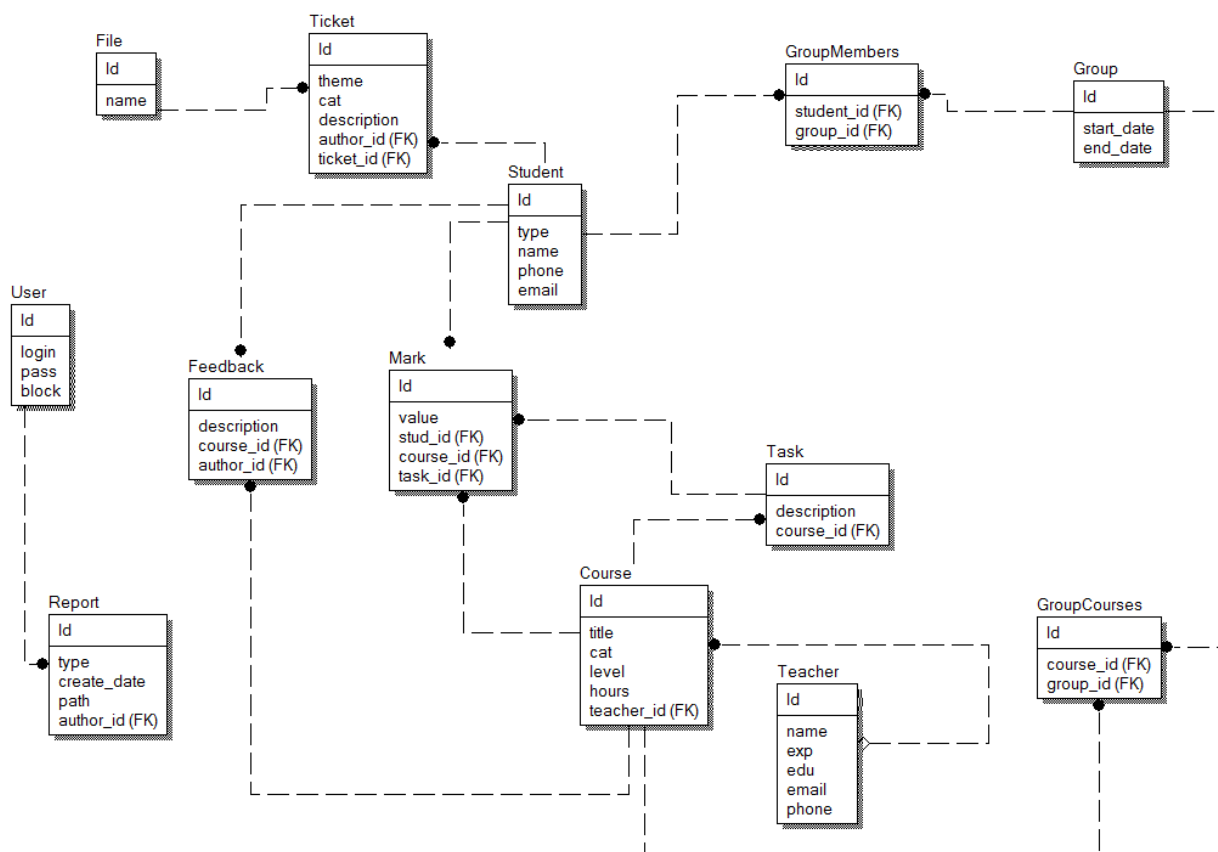 Ticket
Id
theme
cat
description
author_id (FK)
ticket_id (FK)
File
Id
name
GroupMembers
Id
student_id (FK)
group_id (FK)
Group
Id
start_date
end_date
Student
Id
type
name
phone
email
User
Id
login
pass
block
Feedback
Id
description
course_id (FK)
author_id (FK)
Mark
Id
value
stud_id (FK)
course_id (FK)
task_id (FK)
Task
Id
description
course_id (FK)
Report
Id
type
create_date
path
author_id (FK)
Course
Id
title
cat
level
hours
teacher_id (FK)
Teacher
Id
name
exp
edu
email
phone
GroupCourses
Id
course_id (FK)
group_id (FK)